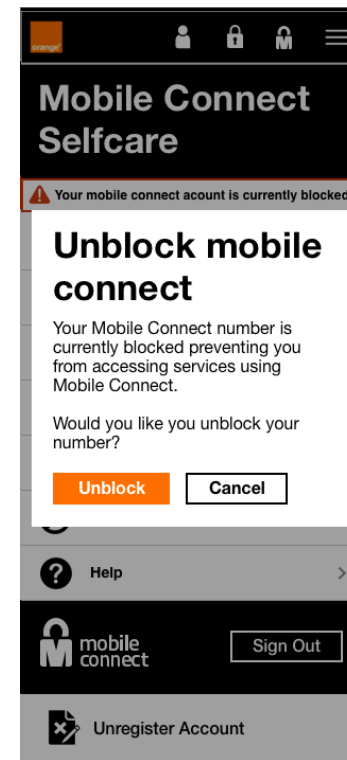 orange
Mobile Connect
Selfcare
Your mobile connect acount is currently blocked
Unblock mobile
connect
Your Mobile Connect number is
currently blocked preventing you
from accessing services using
Mobile Connect.
Would you like you unblock your
number?
Unblock
Cancel
Help
mobile
connect
Sign Out
Unregister Account